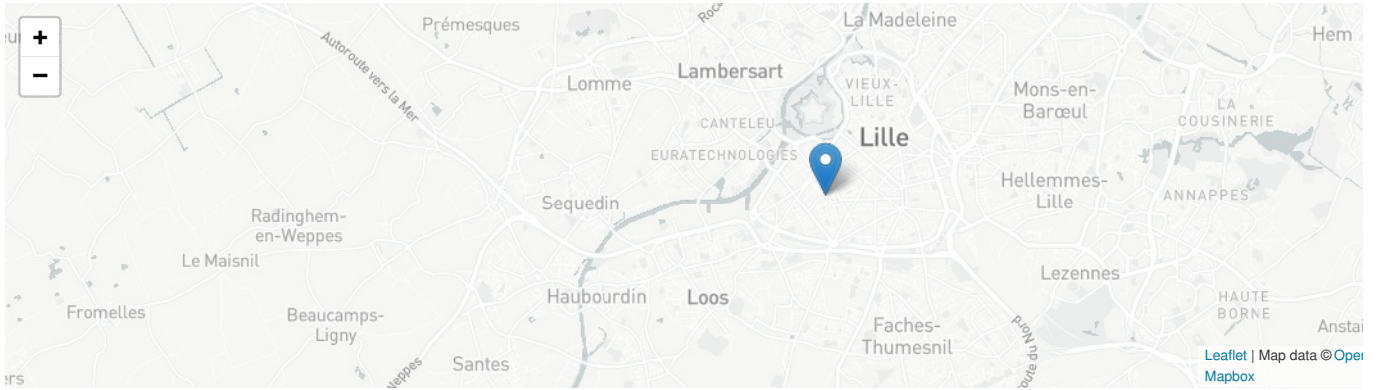 +
−
Prémesques
La Madeleine
Hem
Autoroute vers la Mer
Lomme
Lambersart
VIEUX-
LILLE
Mons-en-
Barœul
LA
COUSINERIE
CANTELEU
Lille
EURATECHNOLOGIES
Hellemmes-
Lille
ANNAPPES
Sequedin
Radinghem-
en-Weppes
Le Maisnil
Lezennes
Haubourdin
Loos
HAUTE
BORNE
Fromelles
Beaucamps-
Ligny
Faches-
Thumesnil
Santes
Leaflet | Map data ©
Mapbox